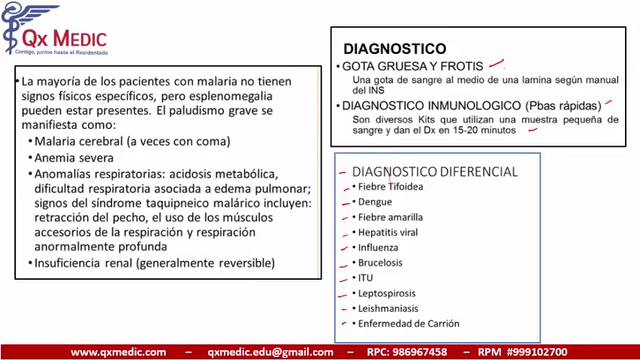 Qx MEDIC
Contigo, juntos hasta el Residentado
• La mayoría de los pacientes con malaria no tienen
signos físicos específicos, pero esplenomegalia
pueden estar presentes. El paludismo grave se
manifiesta como:
• Malaria cerebral (a veces con coma)
• Anemia severa
• Anomalías respiratorias: acidosis metabólica,
dificultad respiratoria asociada a edema pulmonar;
signos del síndrome taquipneico malárico incluyen:
retracción del pecho, el uso de los músculos
accesorios de la respiración y respiración
anormalmente profunda
• Insuficiencia renal (generalmente reversible)
DIAGNOSTICO
• GOTA GRUESA Y FROTIS
Una gota de sangre al medio de una lamina según manual
del INS
• DIAGNOSTICO INMUNOLOGICO (Pbas rápidas)
Son diversos Kits que utilizan una muestra pequeña de
sangre y dan el Dx en 15-20 minutos
DIAGNOSTICO DIFERENCIAL
• Fiebre Tifoidea
• Dengue
• Fiebre amarilla
• Hepatitis viral
• Influenza
• Brucelosis
• ITU
• Leptospirosis
• Leishmaniasis
• Enfermedad de Carrión
www.qxmedic.com - qxmedic.edu@gmail.com - RPC: 986967458 - RPM #999102700